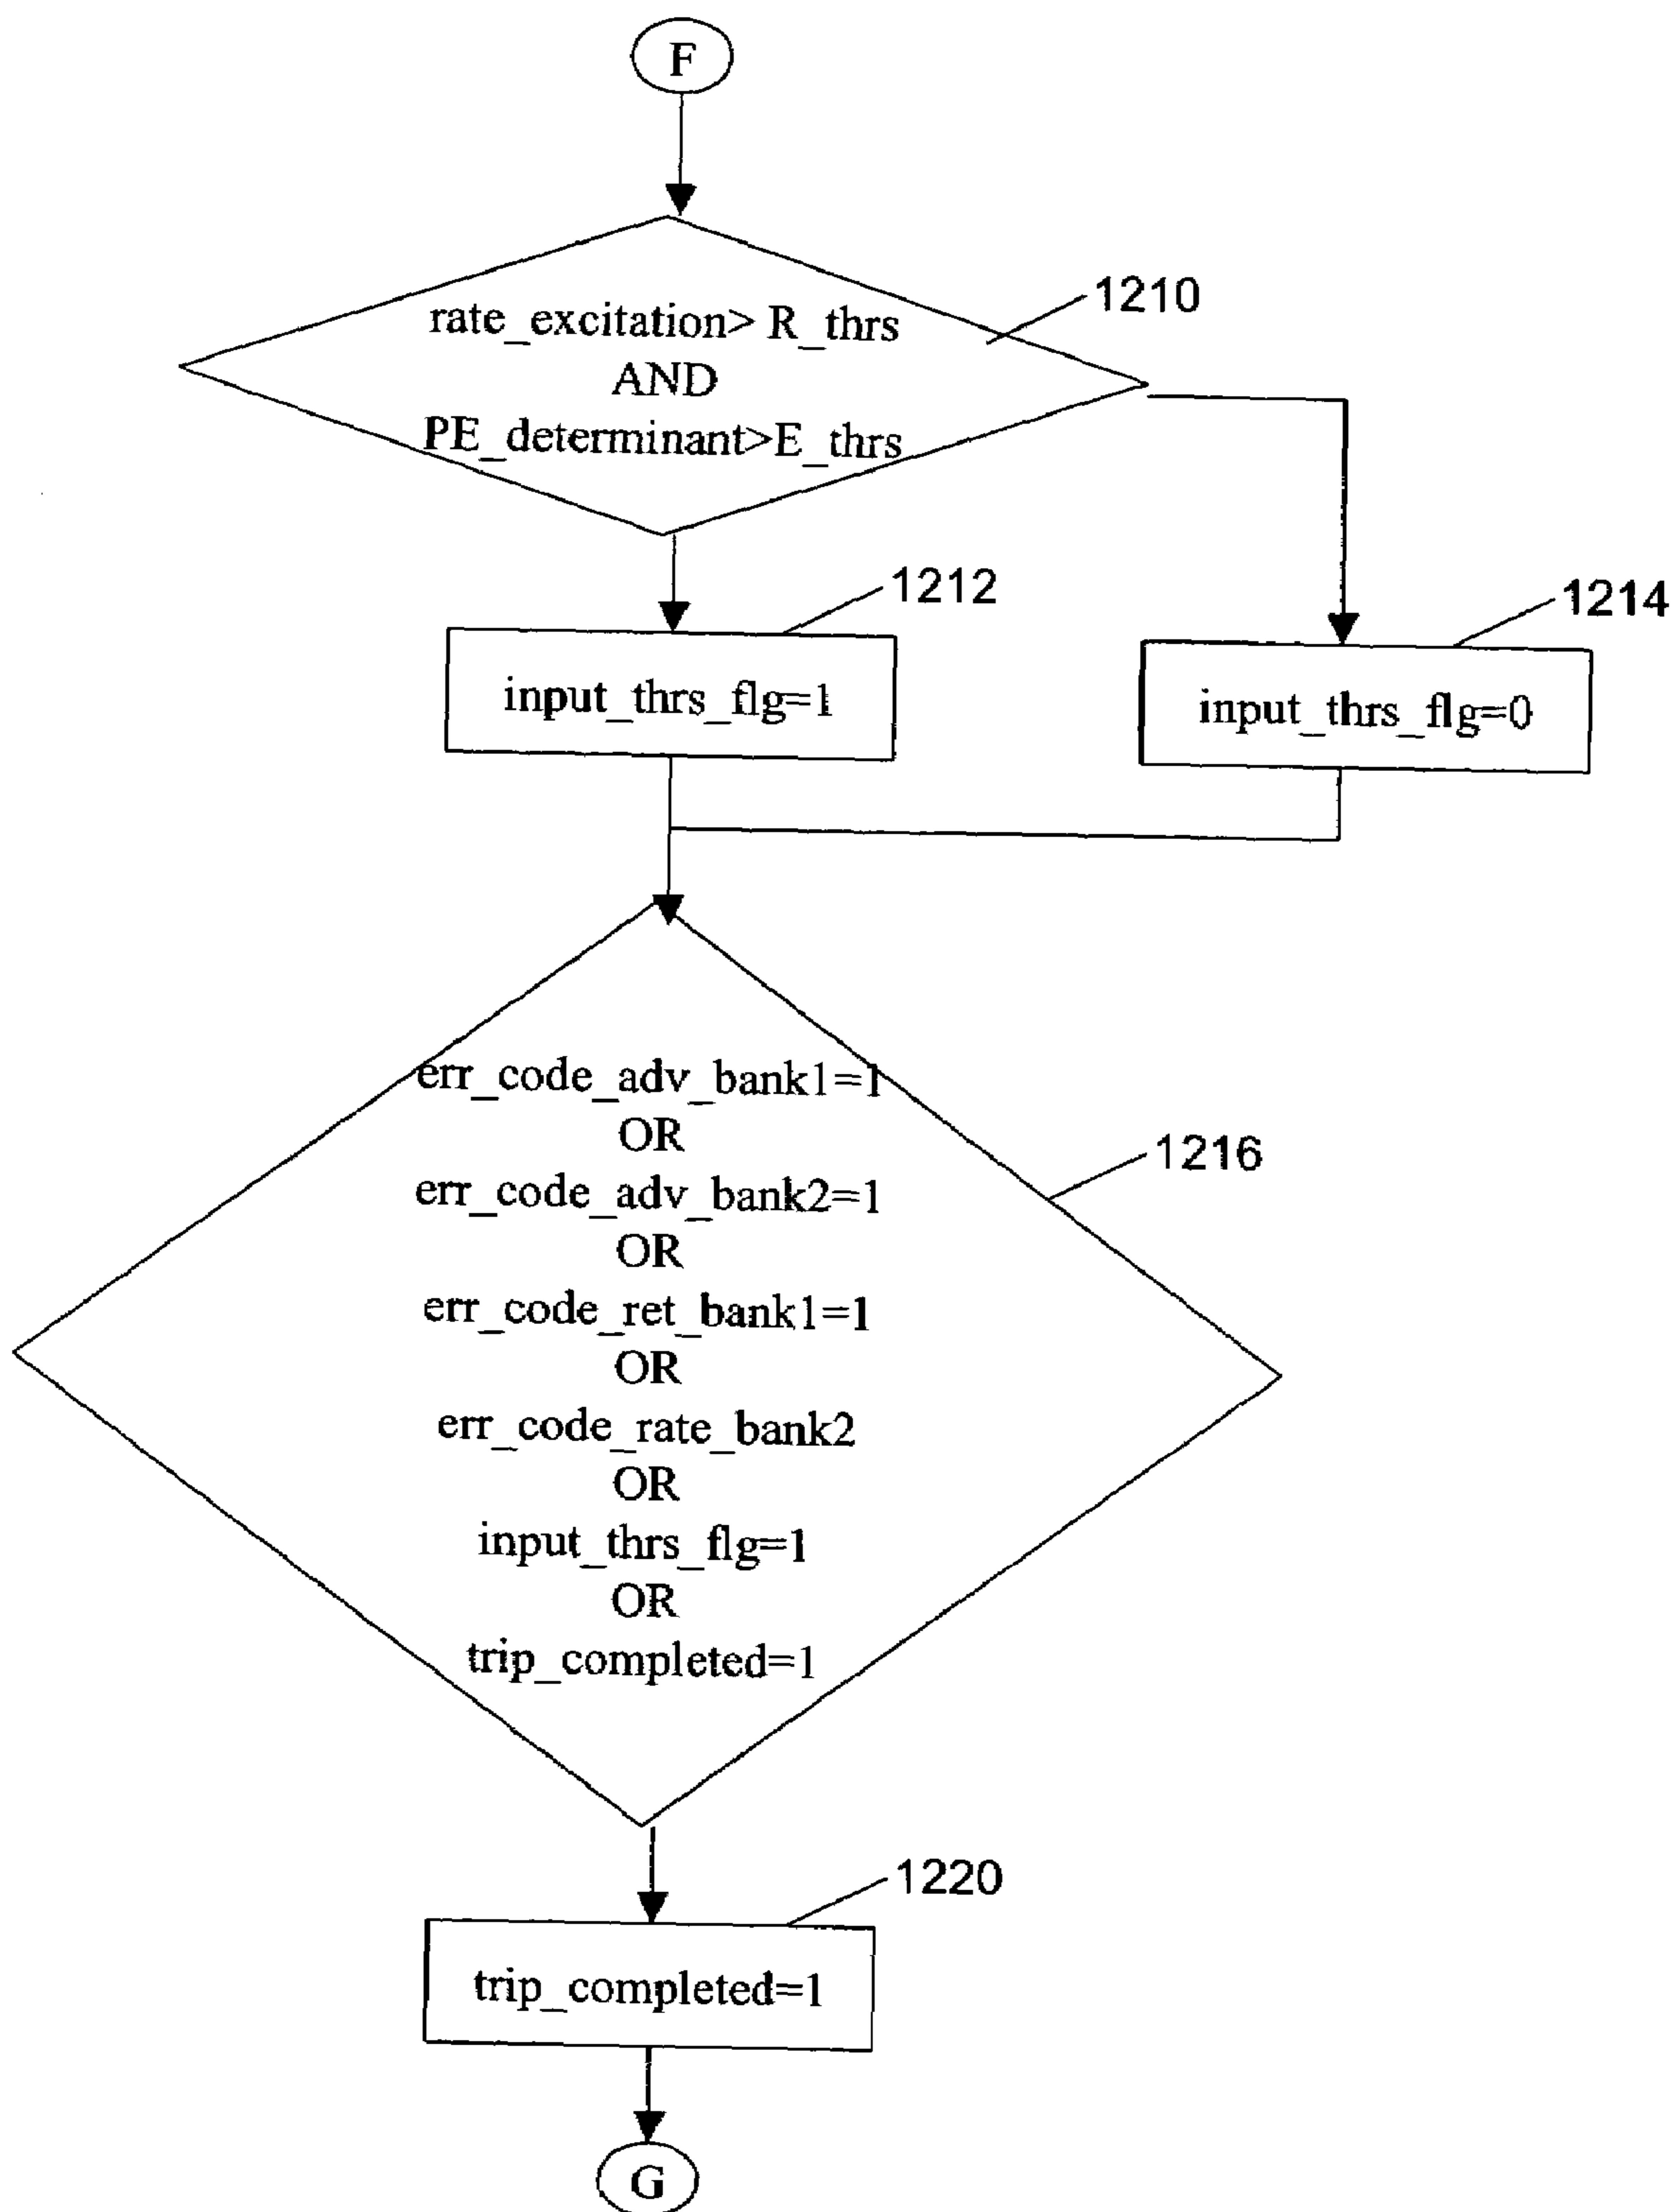 F
rate_excitation> R_thrs
AND
PE_determinant>E_thrs
1210
1212
1214
input_thrs_flg=1
input_thrs_flg=0
err_code_adv_bank1=1
OR
err_code_adv_bank2=1
OR
err_code_ret_bank1=1
OR
err_code_rate_bank2
OR
input_thrs_flg=1
OR
trip_completed=1
1216
1220
trip_completed=1
G